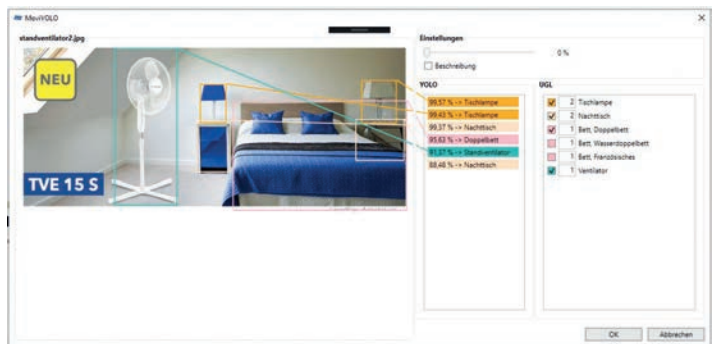 MoviYOLO
standventilator2.jpg
NEU
TVE 15 S
Einstellungen
0 %
Beschreibung
YOLO
99,57 % -> Tischlampe
99,43 % -> Tischlampe
99,37 % -> Nachttisch
95,63 % -> Doppelbett
91,57 % -> Standventilator
88,48 % -> Nachttisch
UGL
2 Tischlampe
2 Nachttisch
1 Bett, Doppelbett
1 Bett, Wasserdoppelbett
1 Bett, Französisches
1 Ventilator
OK
Abbrechen